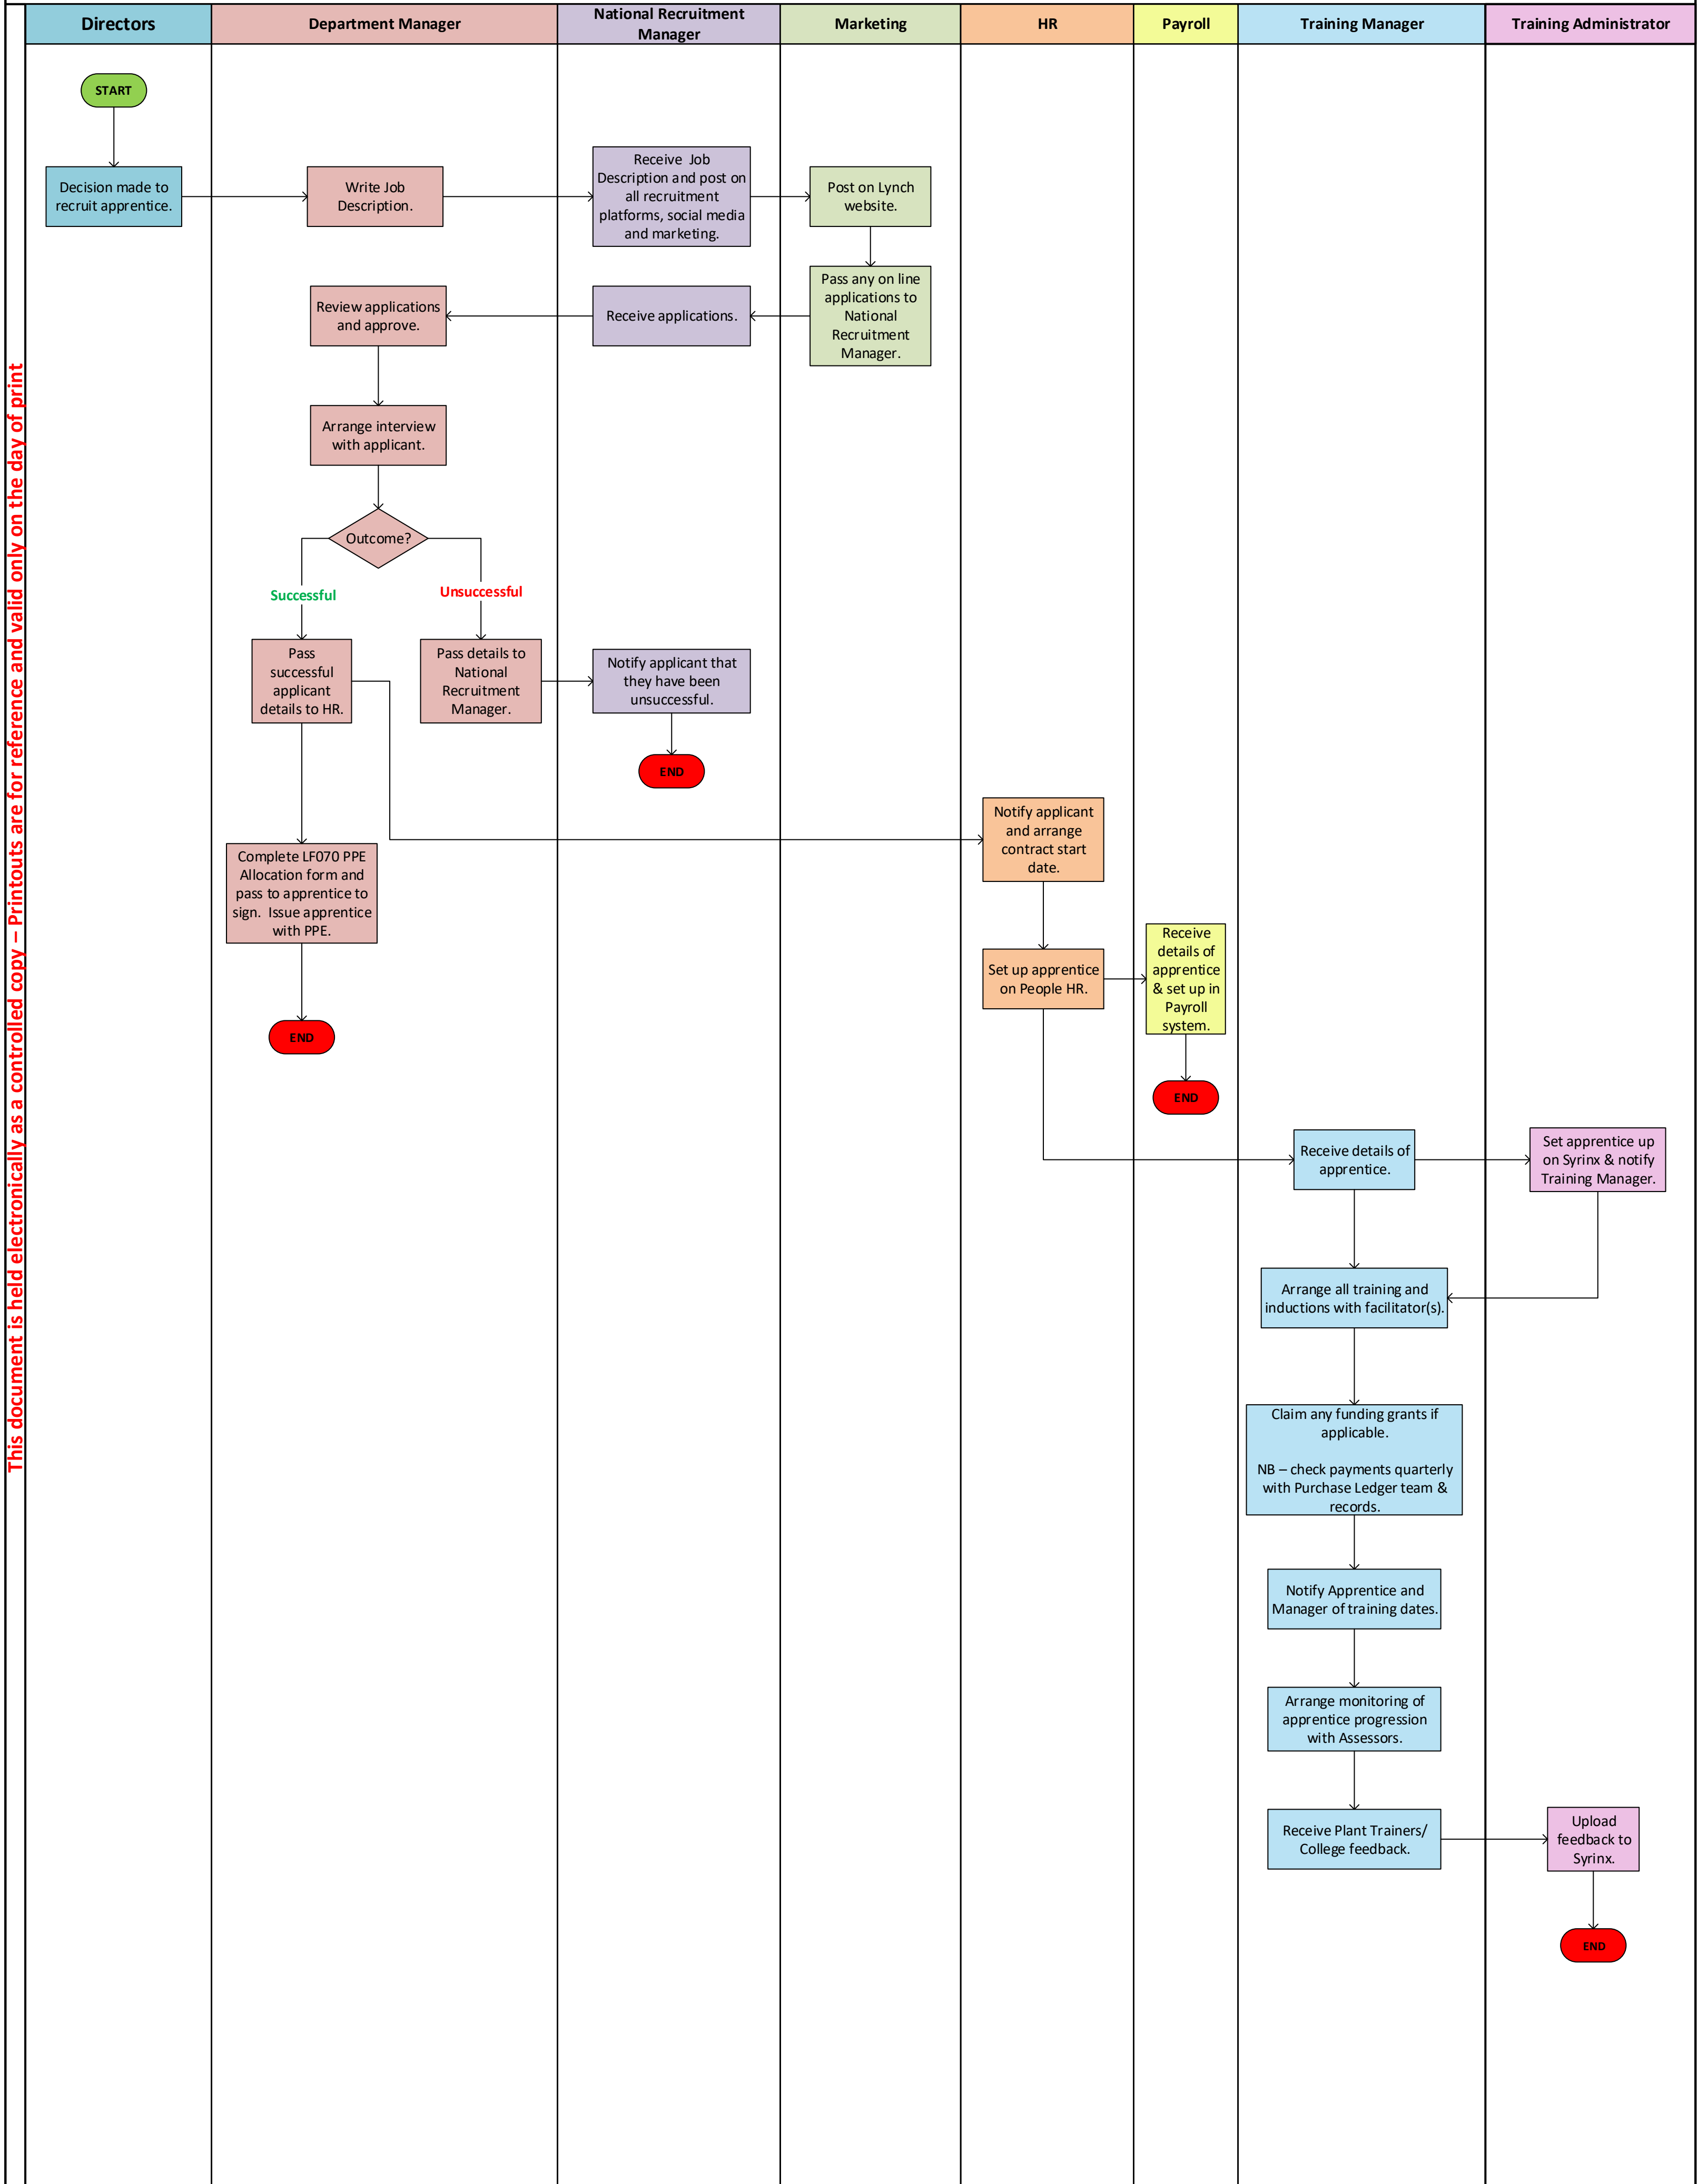 Directors
Department Manager
National Recruitment
Manager
Marketing
HR
Payroll
Training Manager
Training Administrator
This document is held electronically as a controlled copy – Printouts are for reference and valid only on the day of print
START
Decision made to
recruit apprentice.
Write Job
Description.
Receive Job
Description and post on
all recruitment
platforms, social media
and marketing.
Post on Lynch
website.
Pass any on line
applications to
National
Recruitment
Manager.
Receive applications.
Review applications
and approve.
Arrange interview
with applicant.
Outcome?
Successful
Unsuccessful
Pass
successful
applicant
details to HR.
Pass details to
National
Recruitment
Manager.
Notify applicant that
they have been
unsuccessful.
END
Notify applicant
and arrange
contract start
date.
Complete LF070 PPE
Allocation form and
pass to apprentice to
sign. Issue apprentice
with PPE.
END
Set up apprentice
on People HR.
Receive
details of
apprentice
& set up in
Payroll
system.
END
Receive details of
apprentice.
Set apprentice up
on Syrinx & notify
Training Manager.
Arrange all training and
inductions with facilitator(s).
Claim any funding grants if
applicable.
NB – check payments quarterly
with Purchase Ledger team &
records.
Notify Apprentice and
Manager of training dates.
Arrange monitoring of
apprentice progression
with Assessors.
Receive Plant Trainers/
College feedback.
Upload
feedback to
Syrinx.
END